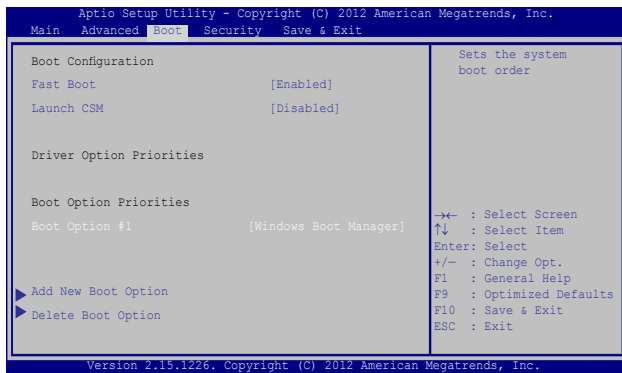 Aptio Setup Utility - Copyright (C) 2012 American Megatrends, Inc.
Main Advanced Boot Security Save & Exit
Boot Configuration
Fast Boot [Enabled]
Launch CSM [Disabled]
Driver Option Priorities
Boot Option Priorities
Boot Option #1 [Windows Boot Manager]
Add New Boot Option
Delete Boot Option
Sets the system
boot order
→← : Select Screen
↑↓ : Select Item
Enter: Select
+/— : Change Opt.
F1 : General Help
F9 : Optimized Defaults
F10 : Save & Exit
ESC : Exit
Version 2.15.1226. Copyright (C) 2012 American Megatrends, Inc.